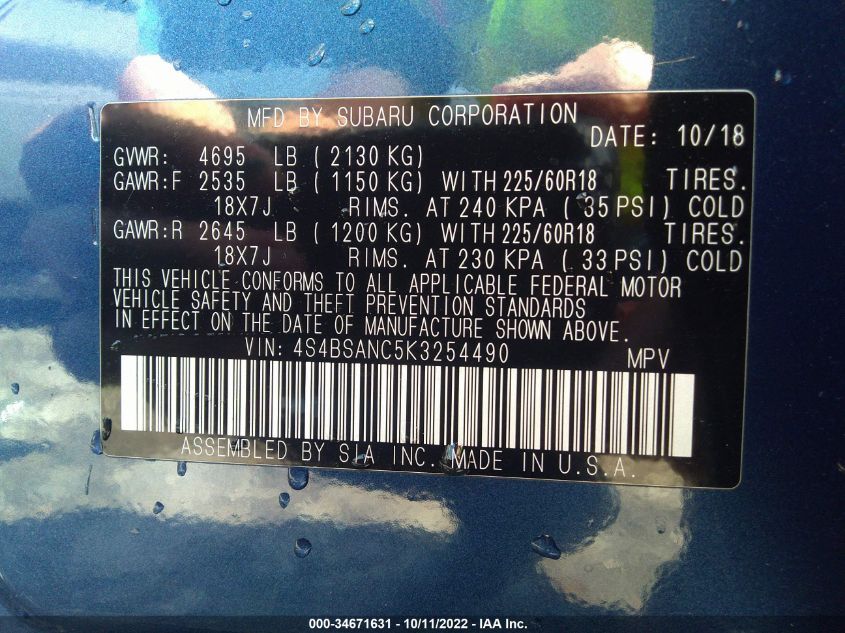 MFD BY SUBARU CORPORATION
DATE: 10/18
GVWR: 4695 LB (2130 KG)
GAWR:F 2535 LB (1150 KG) WITH 225/60R18 TIRES.
18X7J RIMS. AT 240 KPA (35 PSI) COLD
GAWR:R 2645 LB (1200 KG) WITH 225/60R18 TIRES.
18X7J RIMS. AT 230 KPA (33 PSI) COLD
THIS VEHICLE CONFORMS TO ALL APPLICABLE FEDERAL MOTOR
VEHICLE SAFETY AND THEFT PREVENTION STANDARDS
IN EFFECT ON THE DATE OF MANUFACTURE SHOWN ABOVE.
VIN: 4S4BSANC5K3254490 MPV
ASSEMBLED BY SIA INC. MADE IN U.S.A.
000-34671631 - 10/11/2022 - IAA Inc.